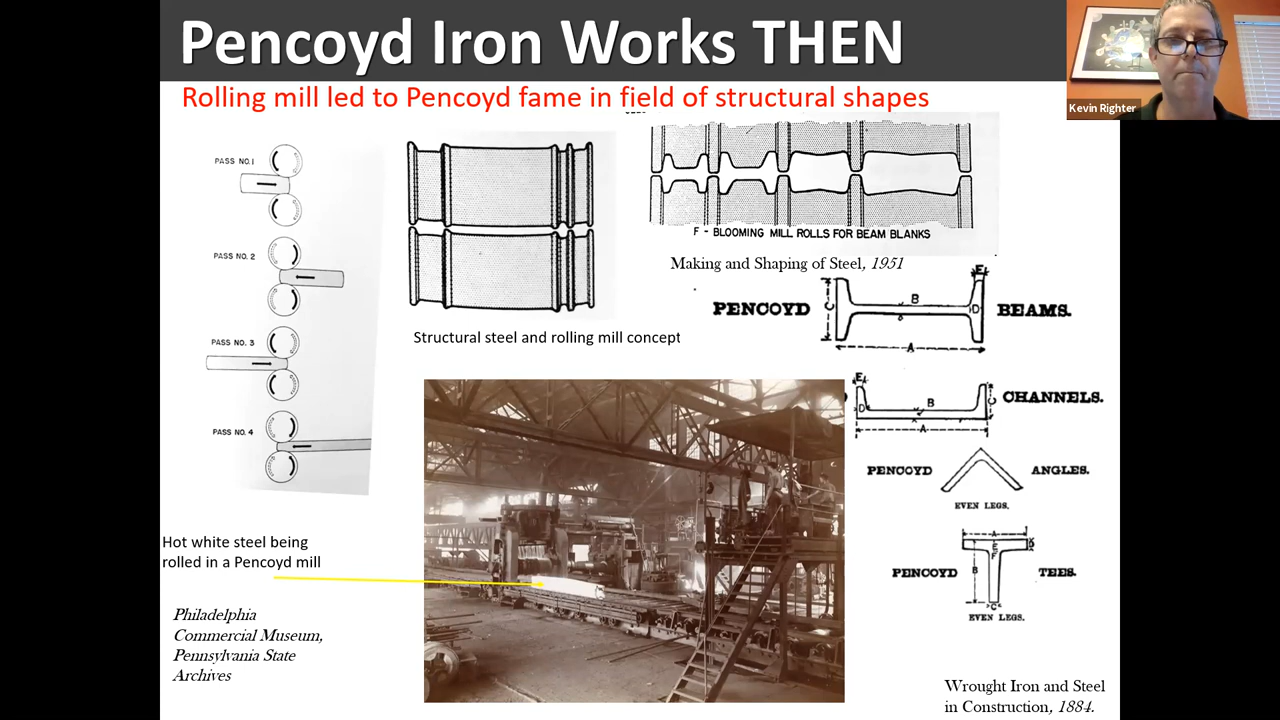 Pencoyd Iron Works THEN
Kevin Righter
Rolling mill led to Pencoyd fame in field of structural shapes
PASS NO. 1
PASS NO. 2
PASS NO. 3
PASS NO. 4
F - BLOOMING MILL ROLLS FOR BEAM BLANKS
Making and Shaping of Steel, 1951
Structural steel and rolling mill concept
PENCOYD BEAMS.
A
B
C
D
E
CHANNELS.
A
B
C
D
E
PENCOYD ANGLES.
EVEN LEGS.
PENCOYD TEES.
A
B
C
D
E
F
EVEN LEGS.
Hot white steel being
rolled in a Pencoyd mill
Philadelphia
Commercial Museum,
Pennsylvania State
Archives
Wrought Iron and Steel
in Construction, 1884.